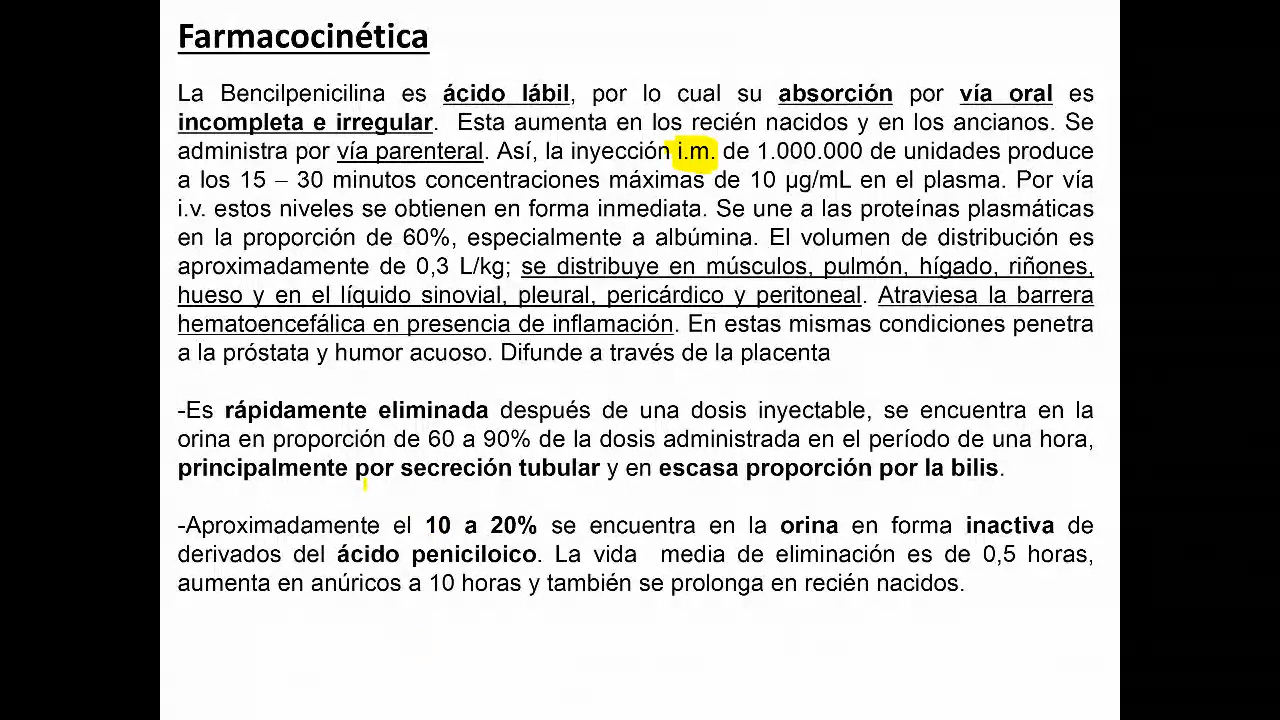 Farmacocinética
La Bencilpenicilina es ácido lábil, por lo cual su absorción por vía oral es
incompleta e irregular. Esta aumenta en los recién nacidos y en los ancianos. Se
administra por vía parenteral. Así, la inyección i.m. de 1.000.000 de unidades produce
a los 15 – 30 minutos concentraciones máximas de 10 µg/mL en el plasma. Por vía
i.v. estos niveles se obtienen en forma inmediata. Se une a las proteínas plasmáticas
en la proporción de 60%, especialmente a albúmina. El volumen de distribución es
aproximadamente de 0,3 L/kg; se distribuye en músculos, pulmón, hígado, riñones,
hueso y en el líquido sinovial, pleural, pericárdico y peritoneal. Atraviesa la barrera
hematoencefálica en presencia de inflamación. En estas mismas condiciones penetra
a la próstata y humor acuoso. Difunde a través de la placenta
-Es rápidamente eliminada después de una dosis inyectable, se encuentra en la
orina en proporción de 60 a 90% de la dosis administrada en el período de una hora,
principalmente por secreción tubular y en escasa proporción por la bilis.
-Aproximadamente el 10 a 20% se encuentra en la orina en forma inactiva de
derivados del ácido peniciloico. La vida media de eliminación es de 0,5 horas,
aumenta en anúricos a 10 horas y también se prolonga en recién nacidos.